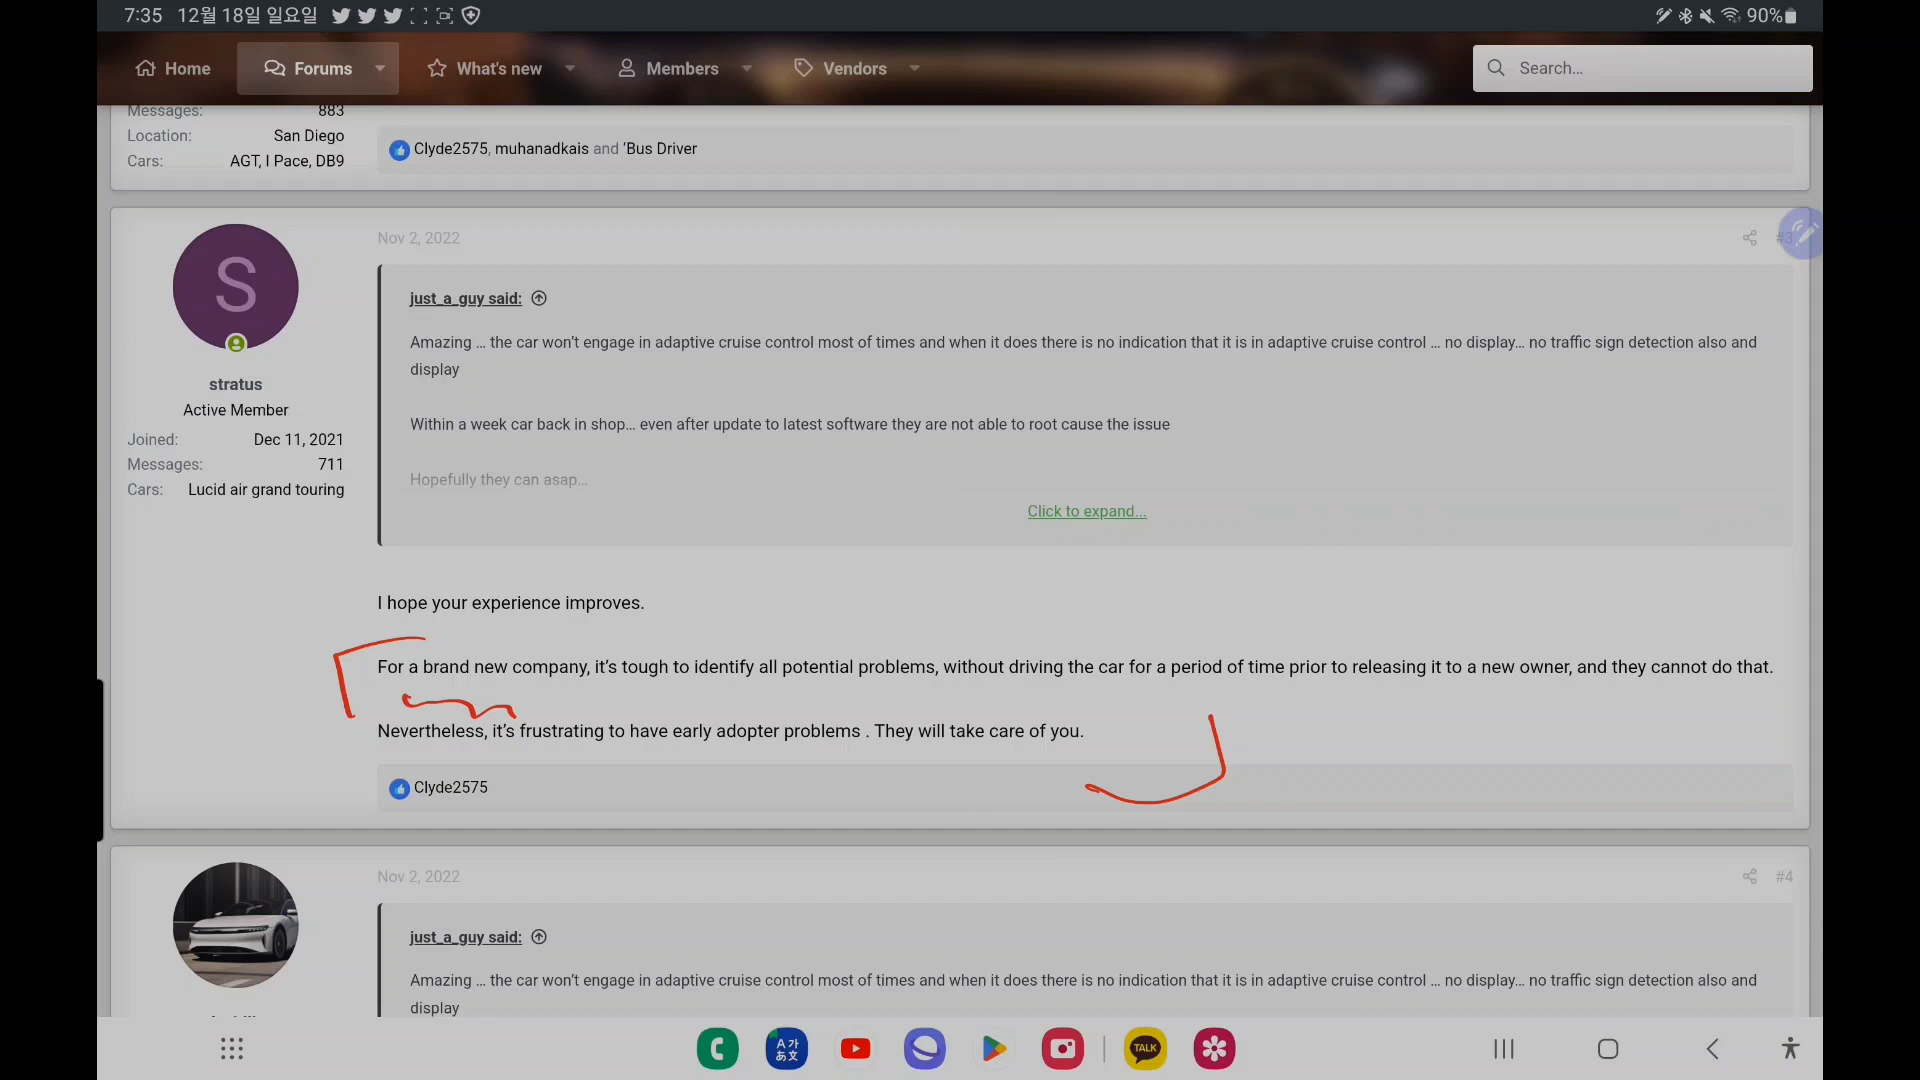 7:35 12월 18일 일요일 90%
Home Forums What's new Members Vendors Search...
Messages: 883
Location: San Diego
Cars: AGT, I Pace, DB9
Clyde2575, muhanadkais and ‘Bus Driver
S
stratus
Active Member
Joined: Dec 11, 2021
Messages: 711
Cars: Lucid air grand touring
Nov 2, 2022 #3
just_a_guy said:
Amazing … the car won’t engage in adaptive cruise control most of times and when it does there is no indication that it is in adaptive cruise control … no display… no traffic sign detection also and
display
Within a week car back in shop… even after update to latest software they are not able to root cause the issue
Hopefully they can asap…
Click to expand...
I hope your experience improves.
For a brand new company, it’s tough to identify all potential problems, without driving the car for a period of time prior to releasing it to a new owner, and they cannot do that.
Nevertheless, it’s frustrating to have early adopter problems . They will take care of you.
Clyde2575
Nov 2, 2022 #4
just_a_guy said:
Amazing … the car won’t engage in adaptive cruise control most of times and when it does there is no indication that it is in adaptive cruise control … no display… no traffic sign detection also and
display
A 가
あ 文
TALK